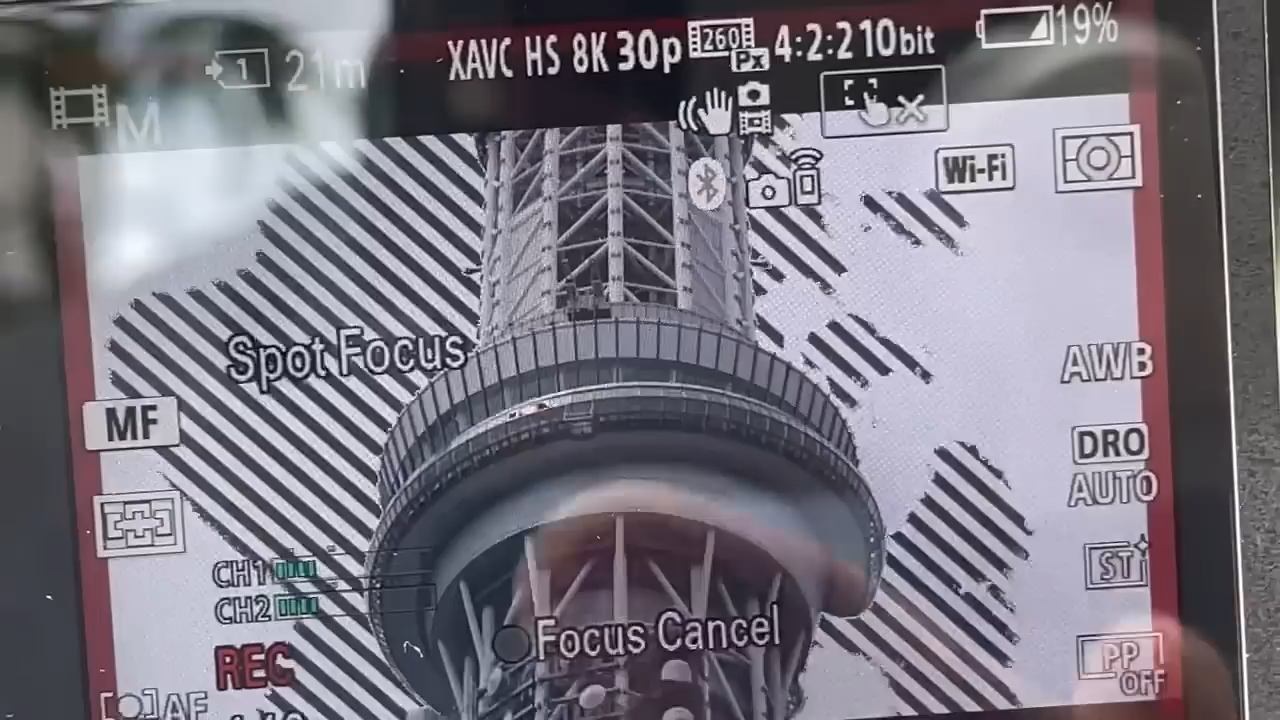 1 21m XAVC HS 8K 30p 260 Px 4:2:2 10bit 19%
M
Wi-Fi
Spot Focus
AWB
MF
DRO
AUTO
CH1
CH2
ST
Focus Cancel
REC
PP
OFF
AF